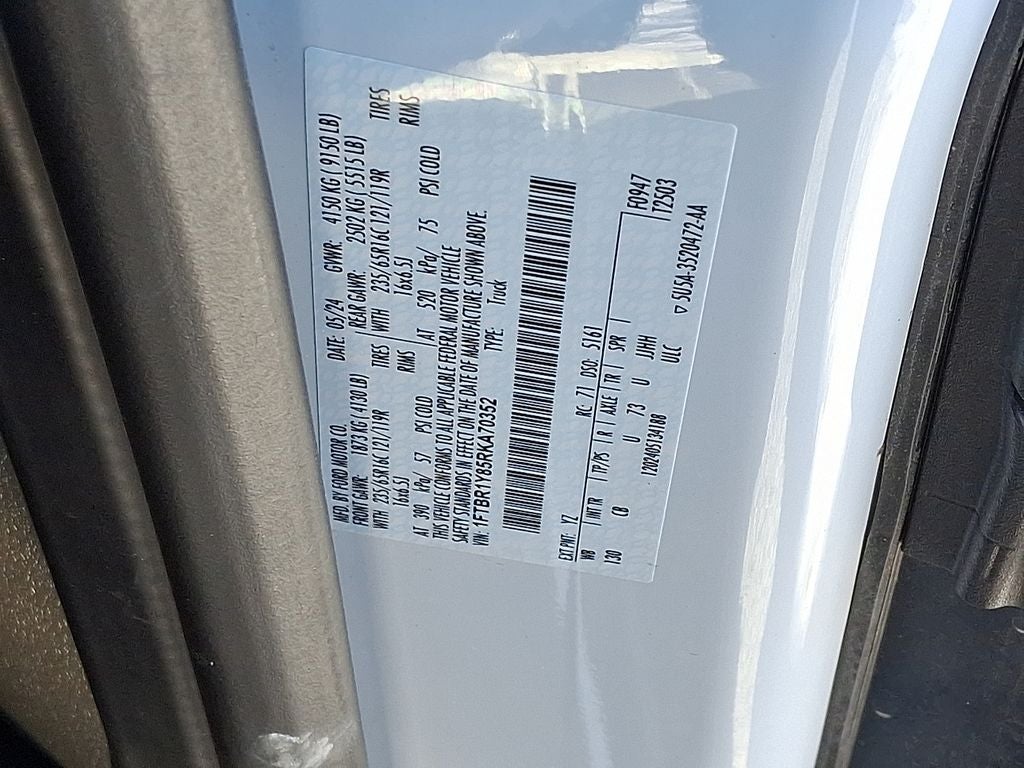 MFD. BY FORD MOTOR CO. DATE: 05/24 GVWR: 4150 KG ( 9150 LB)
FRONT GAWR: 1873 KG ( 4130 LB) REAR GAWR: 2502 KG ( 5515 LB)
WITH 235/65R16C 121/119R TIRES WITH 235/65R16C 121/119R TIRES
16x6.5J RIMS 16x6.5J RIMS
AT 390 kPa/ 57 PSI COLD AT 520 kPa/ 75 PSI COLD
THIS VEHICLE CONFORMS TO ALL APPLICABLE FEDERAL MOTOR VEHICLE
SAFETY STANDARDS IN EFFECT ON THE DATE OF MANUFACTURE SHOWN ABOVE.
VIN: 1FTBR1Y85RKA70352 TYPE: Truck
EXT PNT: YZ RC: 71 DSO: 5161 F0947
WB INT TR TP/PS R AXLE TR SPR T2503
130 CB U 73 U JJHH
120240513418B ULC 5U5A-3520472-AA